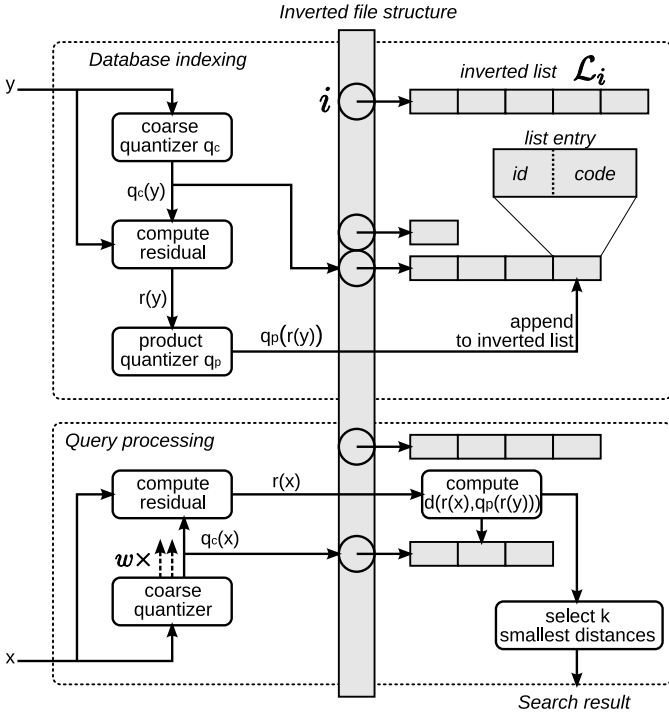 Inverted file structure
Database indexing
y
coarse
quantizer qc
qc(y)
compute
residual
r(y)
product
quantizer qp
qp(r(y))
i
inverted list ℒi
list entry
id code
append
to inverted list
Query processing
compute
residual
r(x)
compute
d(r(x),qp(r(y)))
w×
qc(x)
coarse
quantizer
x
select k
smallest distances
Search result